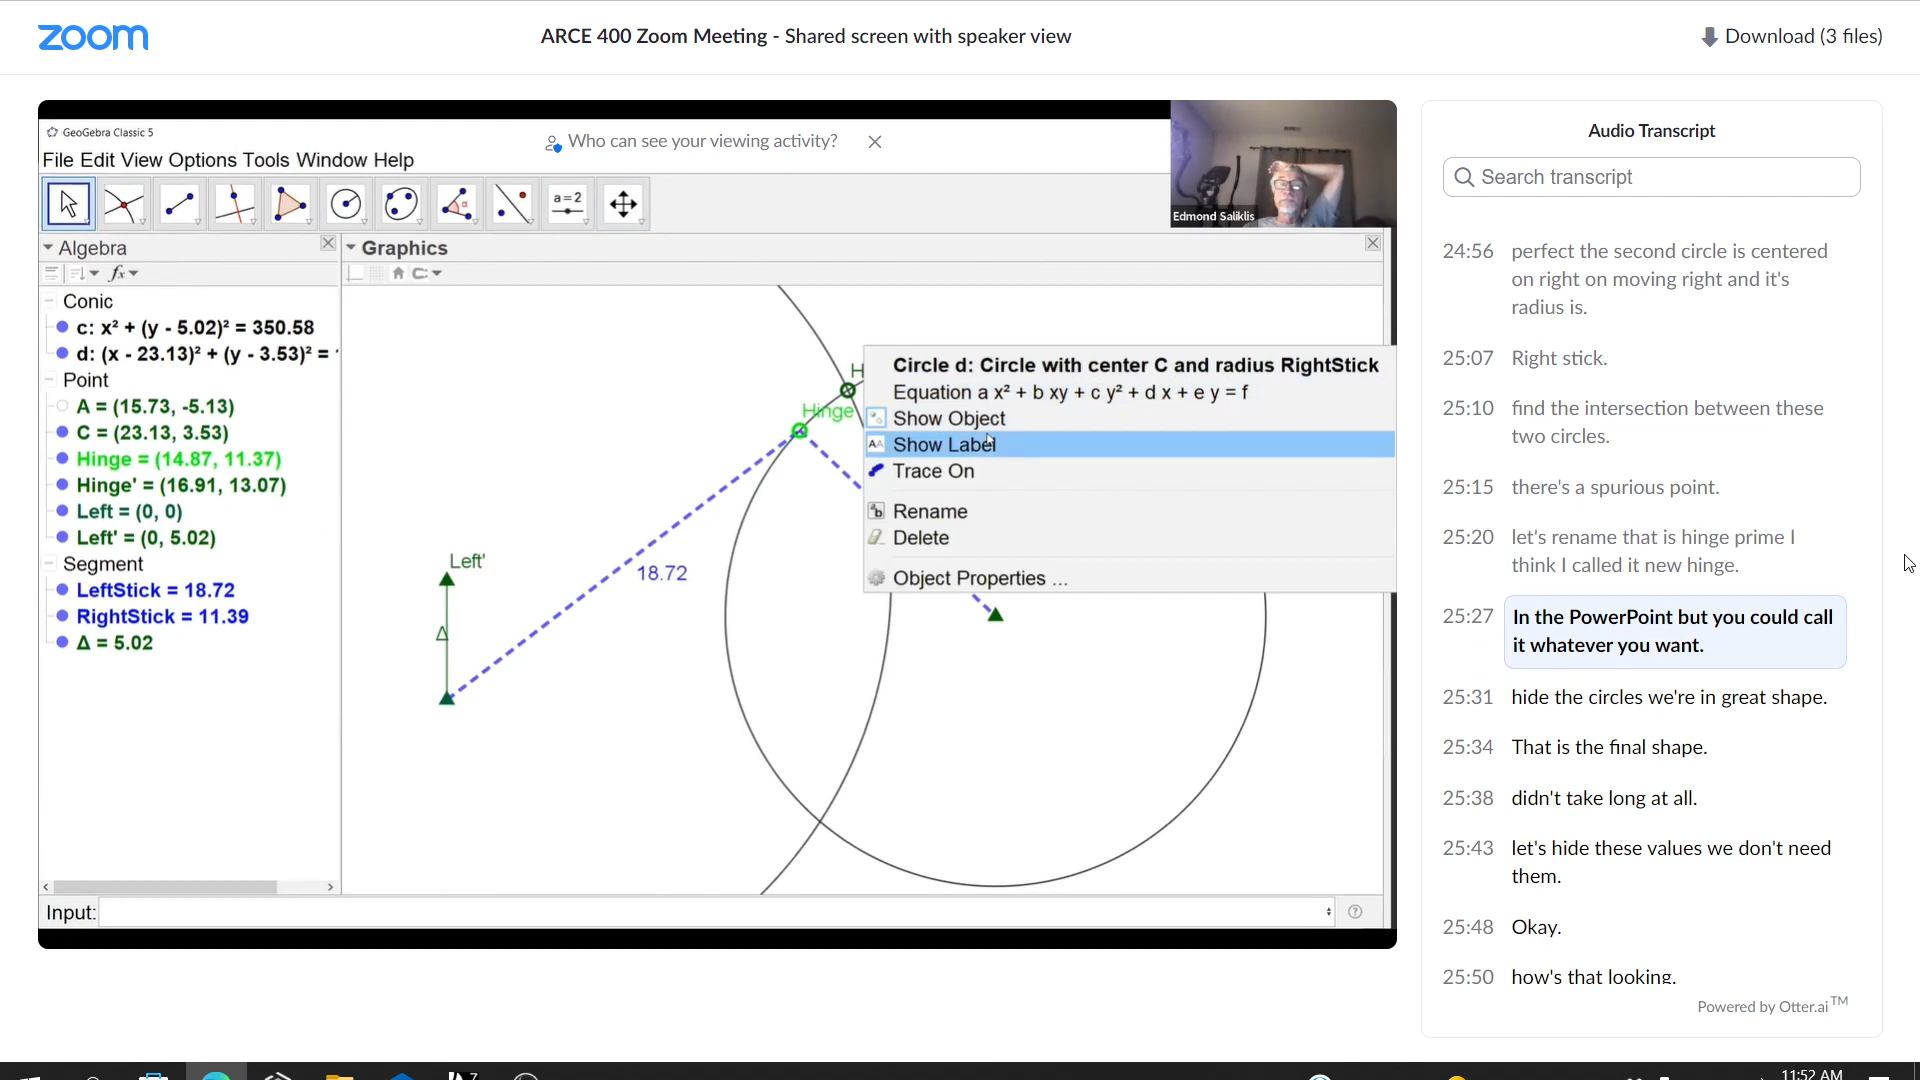 zoom
ARCE 400 Zoom Meeting - Shared screen with speaker view
Download (3 files)
GeoGebra Classic 5
Who can see your viewing activity?
File Edit View Options Tools Window Help
a=2
Edmond Saliklis
Algebra
Graphics
Conic
c: x² + (y - 5.02)² = 350.58
d: (x - 23.13)² + (y - 3.53)² =
Point
A = (15.73, -5.13)
C = (23.13, 3.53)
Hinge = (14.87, 11.37)
Hinge' = (16.91, 13.07)
Left = (0, 0)
Left' = (0, 5.02)
Segment
LeftStick = 18.72
RightStick = 11.39
Δ = 5.02
H
Hinge
Left'
18.72
Δ
Circle d: Circle with center C and radius RightStick
Equation a x² + b xy + c y² + d x + e y = f
Show Object
AA Show Label
Trace On
Rename
Delete
Object Properties ...
Input:
Audio Transcript
Search transcript
24:56 perfect the second circle is centered
on right on moving right and it's
radius is.
25:07 Right stick.
25:10 find the intersection between these
two circles.
25:15 there's a spurious point.
25:20 let's rename that is hinge prime I
think I called it new hinge.
25:27 In the PowerPoint but you could call
it whatever you want.
25:31 hide the circles we're in great shape.
25:34 That is the final shape.
25:38 didn't take long at all.
25:43 let's hide these values we don't need
them.
25:48 Okay.
25:50 how's that looking.
Powered by Otter.ai™
11:52 AM